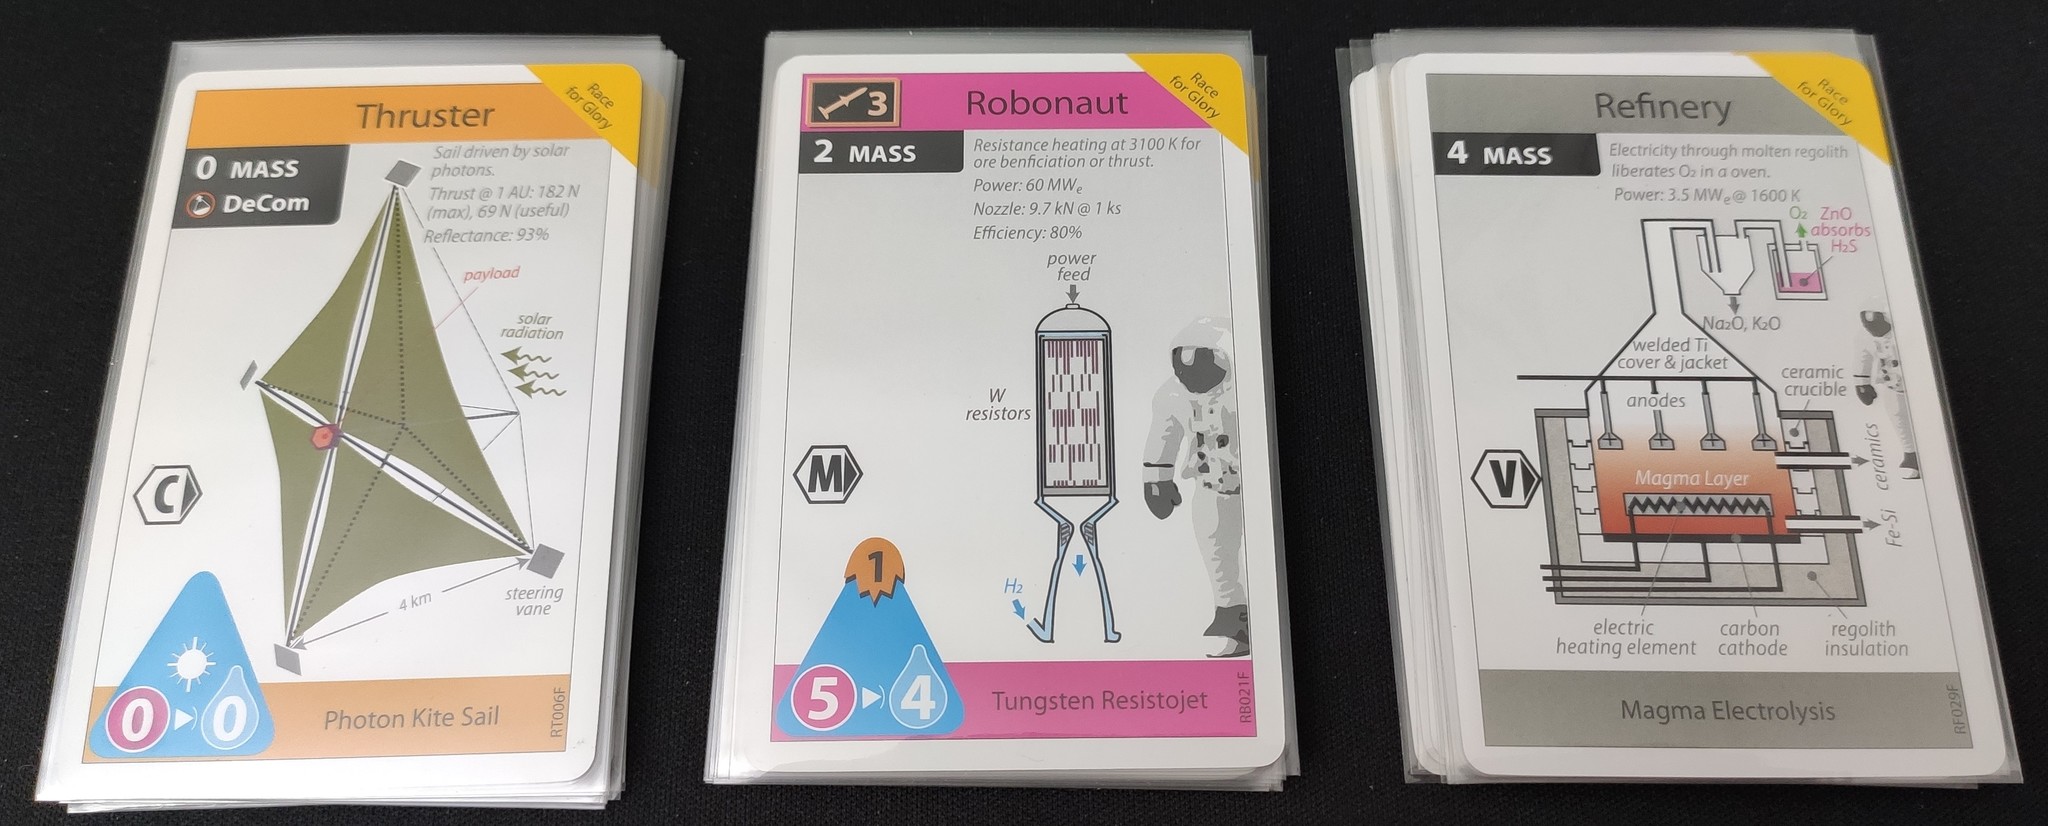 Race
for Glory
Thruster
0 MASS
DeCom
Sail driven by solar
photons.
Thrust @ 1 AU: 182 N
(max), 69 N (useful)
Reflectance: 93%
payload
solar
radiation
C
4 km
steering
vane
0 0
Photon Kite Sail
RT006F
Race
for Glory
3 Robonaut
2 MASS
Resistance heating at 3100 K for
ore benficiation or thrust.
Power: 60 MWe
Nozzle: 9.7 kN @ 1 ks
Efficiency: 80%
power
feed
W
resistors
M
1
H₂
5 4
Tungsten Resistojet
RB021F
Race
for Glory
Refinery
4 MASS
Electricity through molten regolith
liberates O₂ in a oven.
Power: 3.5 MWe @ 1600 K
O₂ ZnO
absorbs
H₂S
Na₂O, K₂O
welded Ti
cover & jacket
ceramic
crucible
anodes
V
Magma Layer
ceramics
Fe-Si
electric
heating element
carbon
cathode
regolith
insulation
Magma Electrolysis
RF029F